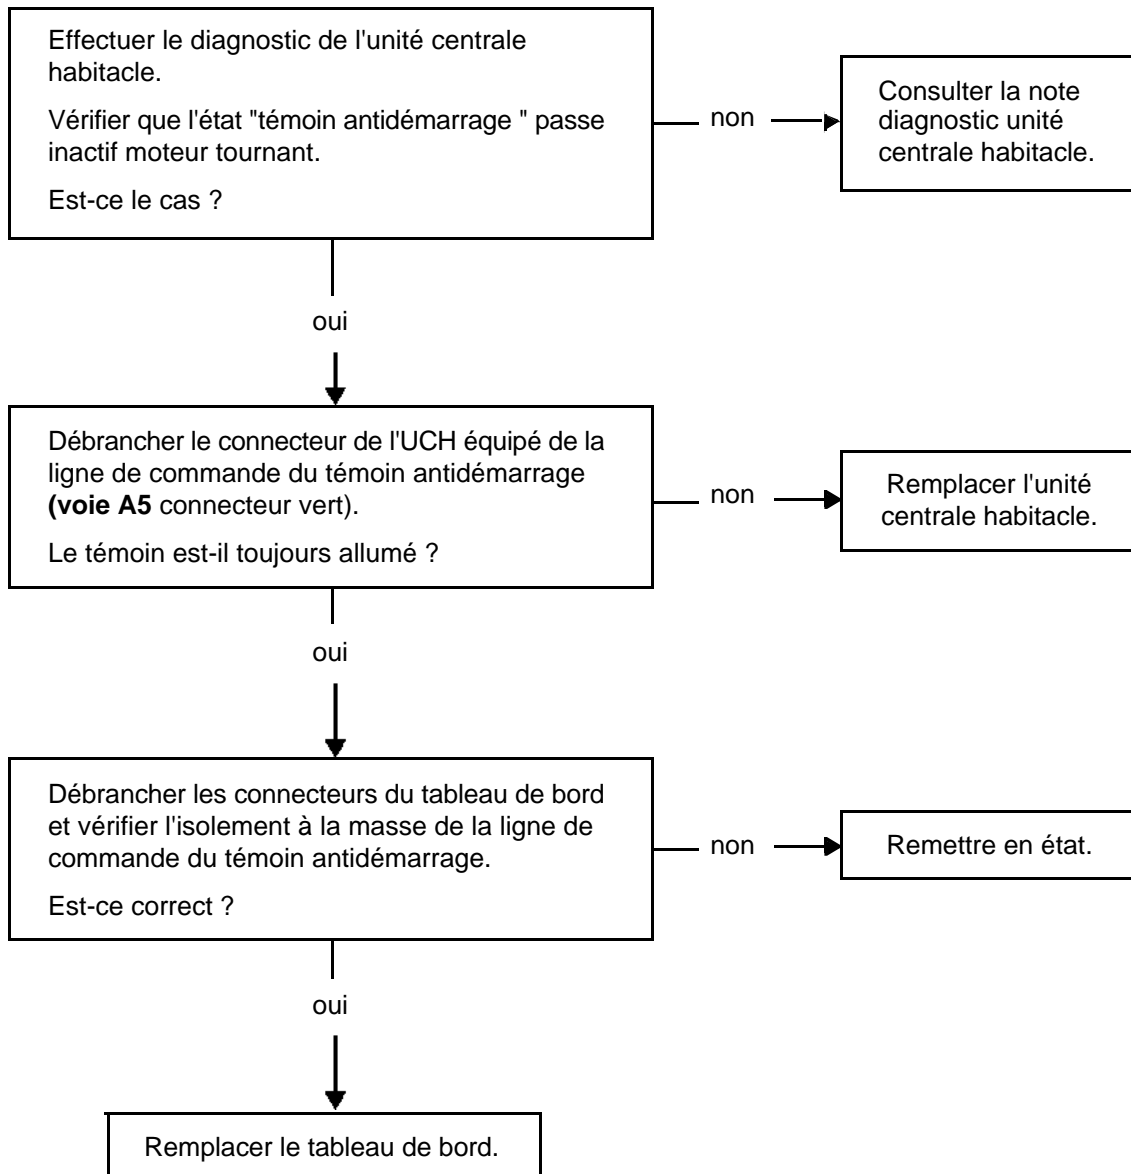 Effectuer le diagnostic de l'unité centrale
habitacle.
Vérifier que l'état "témoin antidémarrage " passe
inactif moteur tournant.
Est-ce le cas ?
non
Consulter la note
diagnostic unité
centrale habitacle.
oui
Débrancher le connecteur de l'UCH équipé de la
ligne de commande du témoin antidémarrage
(voie A5 connecteur vert).
Le témoin est-il toujours allumé ?
non
Remplacer l'unité
centrale habitacle.
oui
Débrancher les connecteurs du tableau de bord
et vérifier l'isolement à la masse de la ligne de
commande du témoin antidémarrage.
Est-ce correct ?
non
Remettre en état.
oui
Remplacer le tableau de bord.